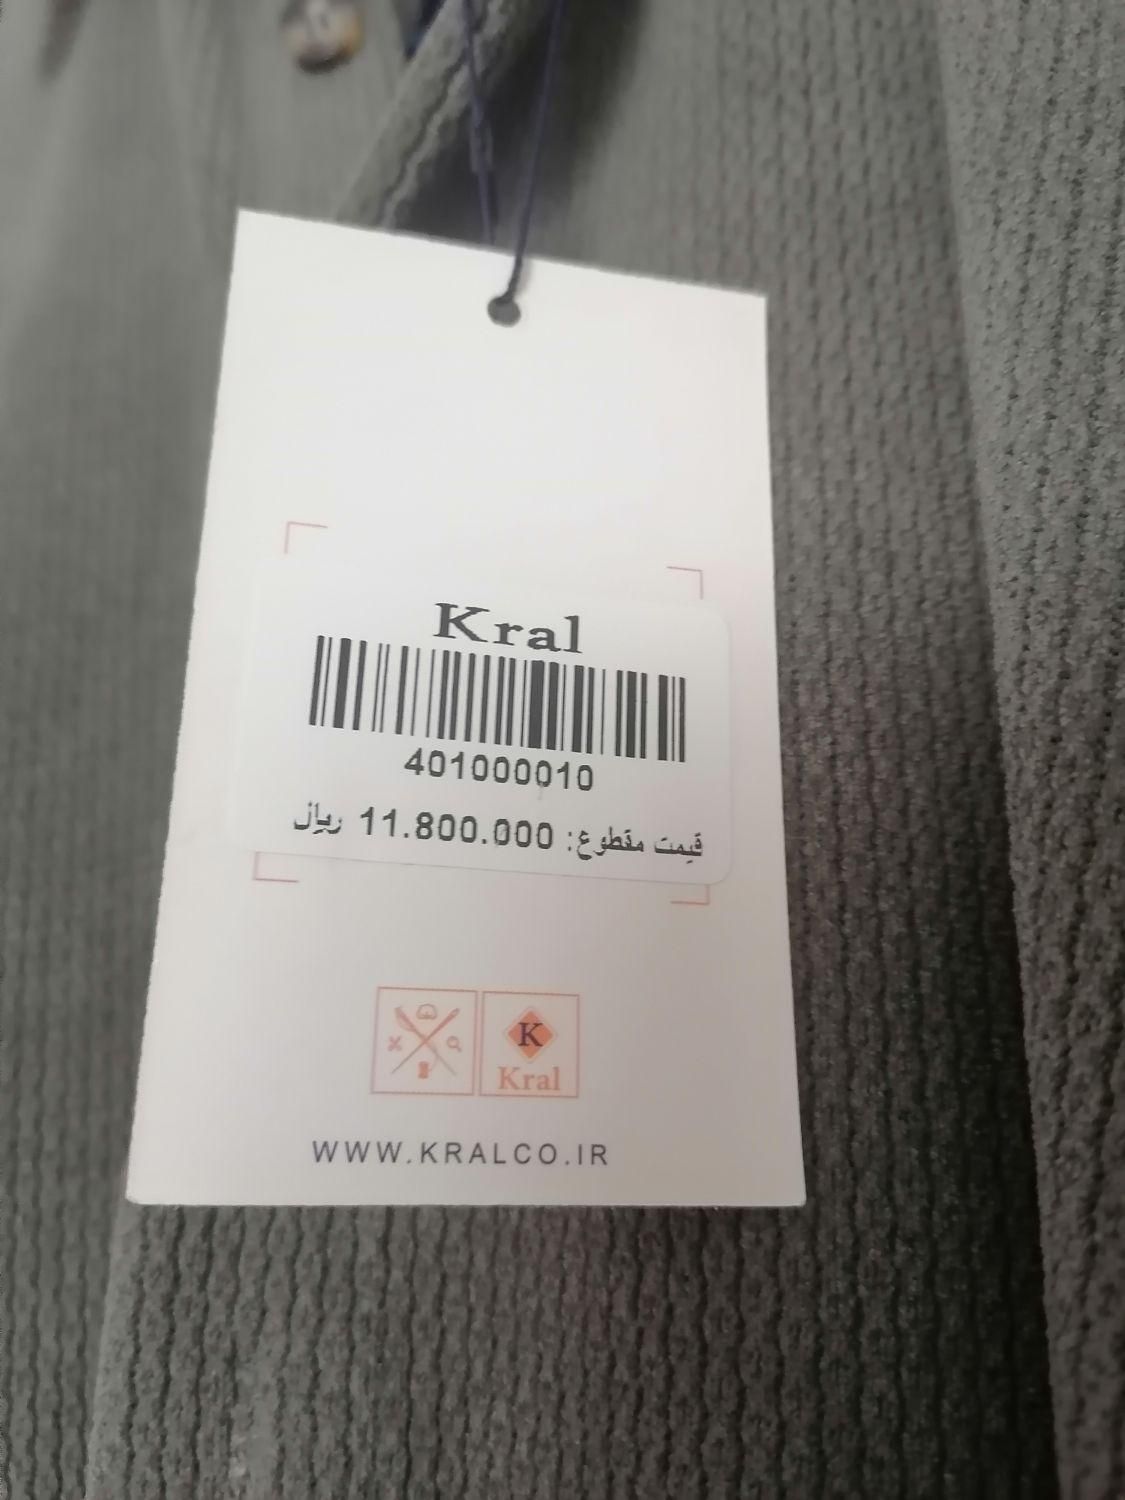 Kral
401000010
قیمت مقطوع: 11.800.000 ریال
K
Kral
WWW.KRALCO.IR